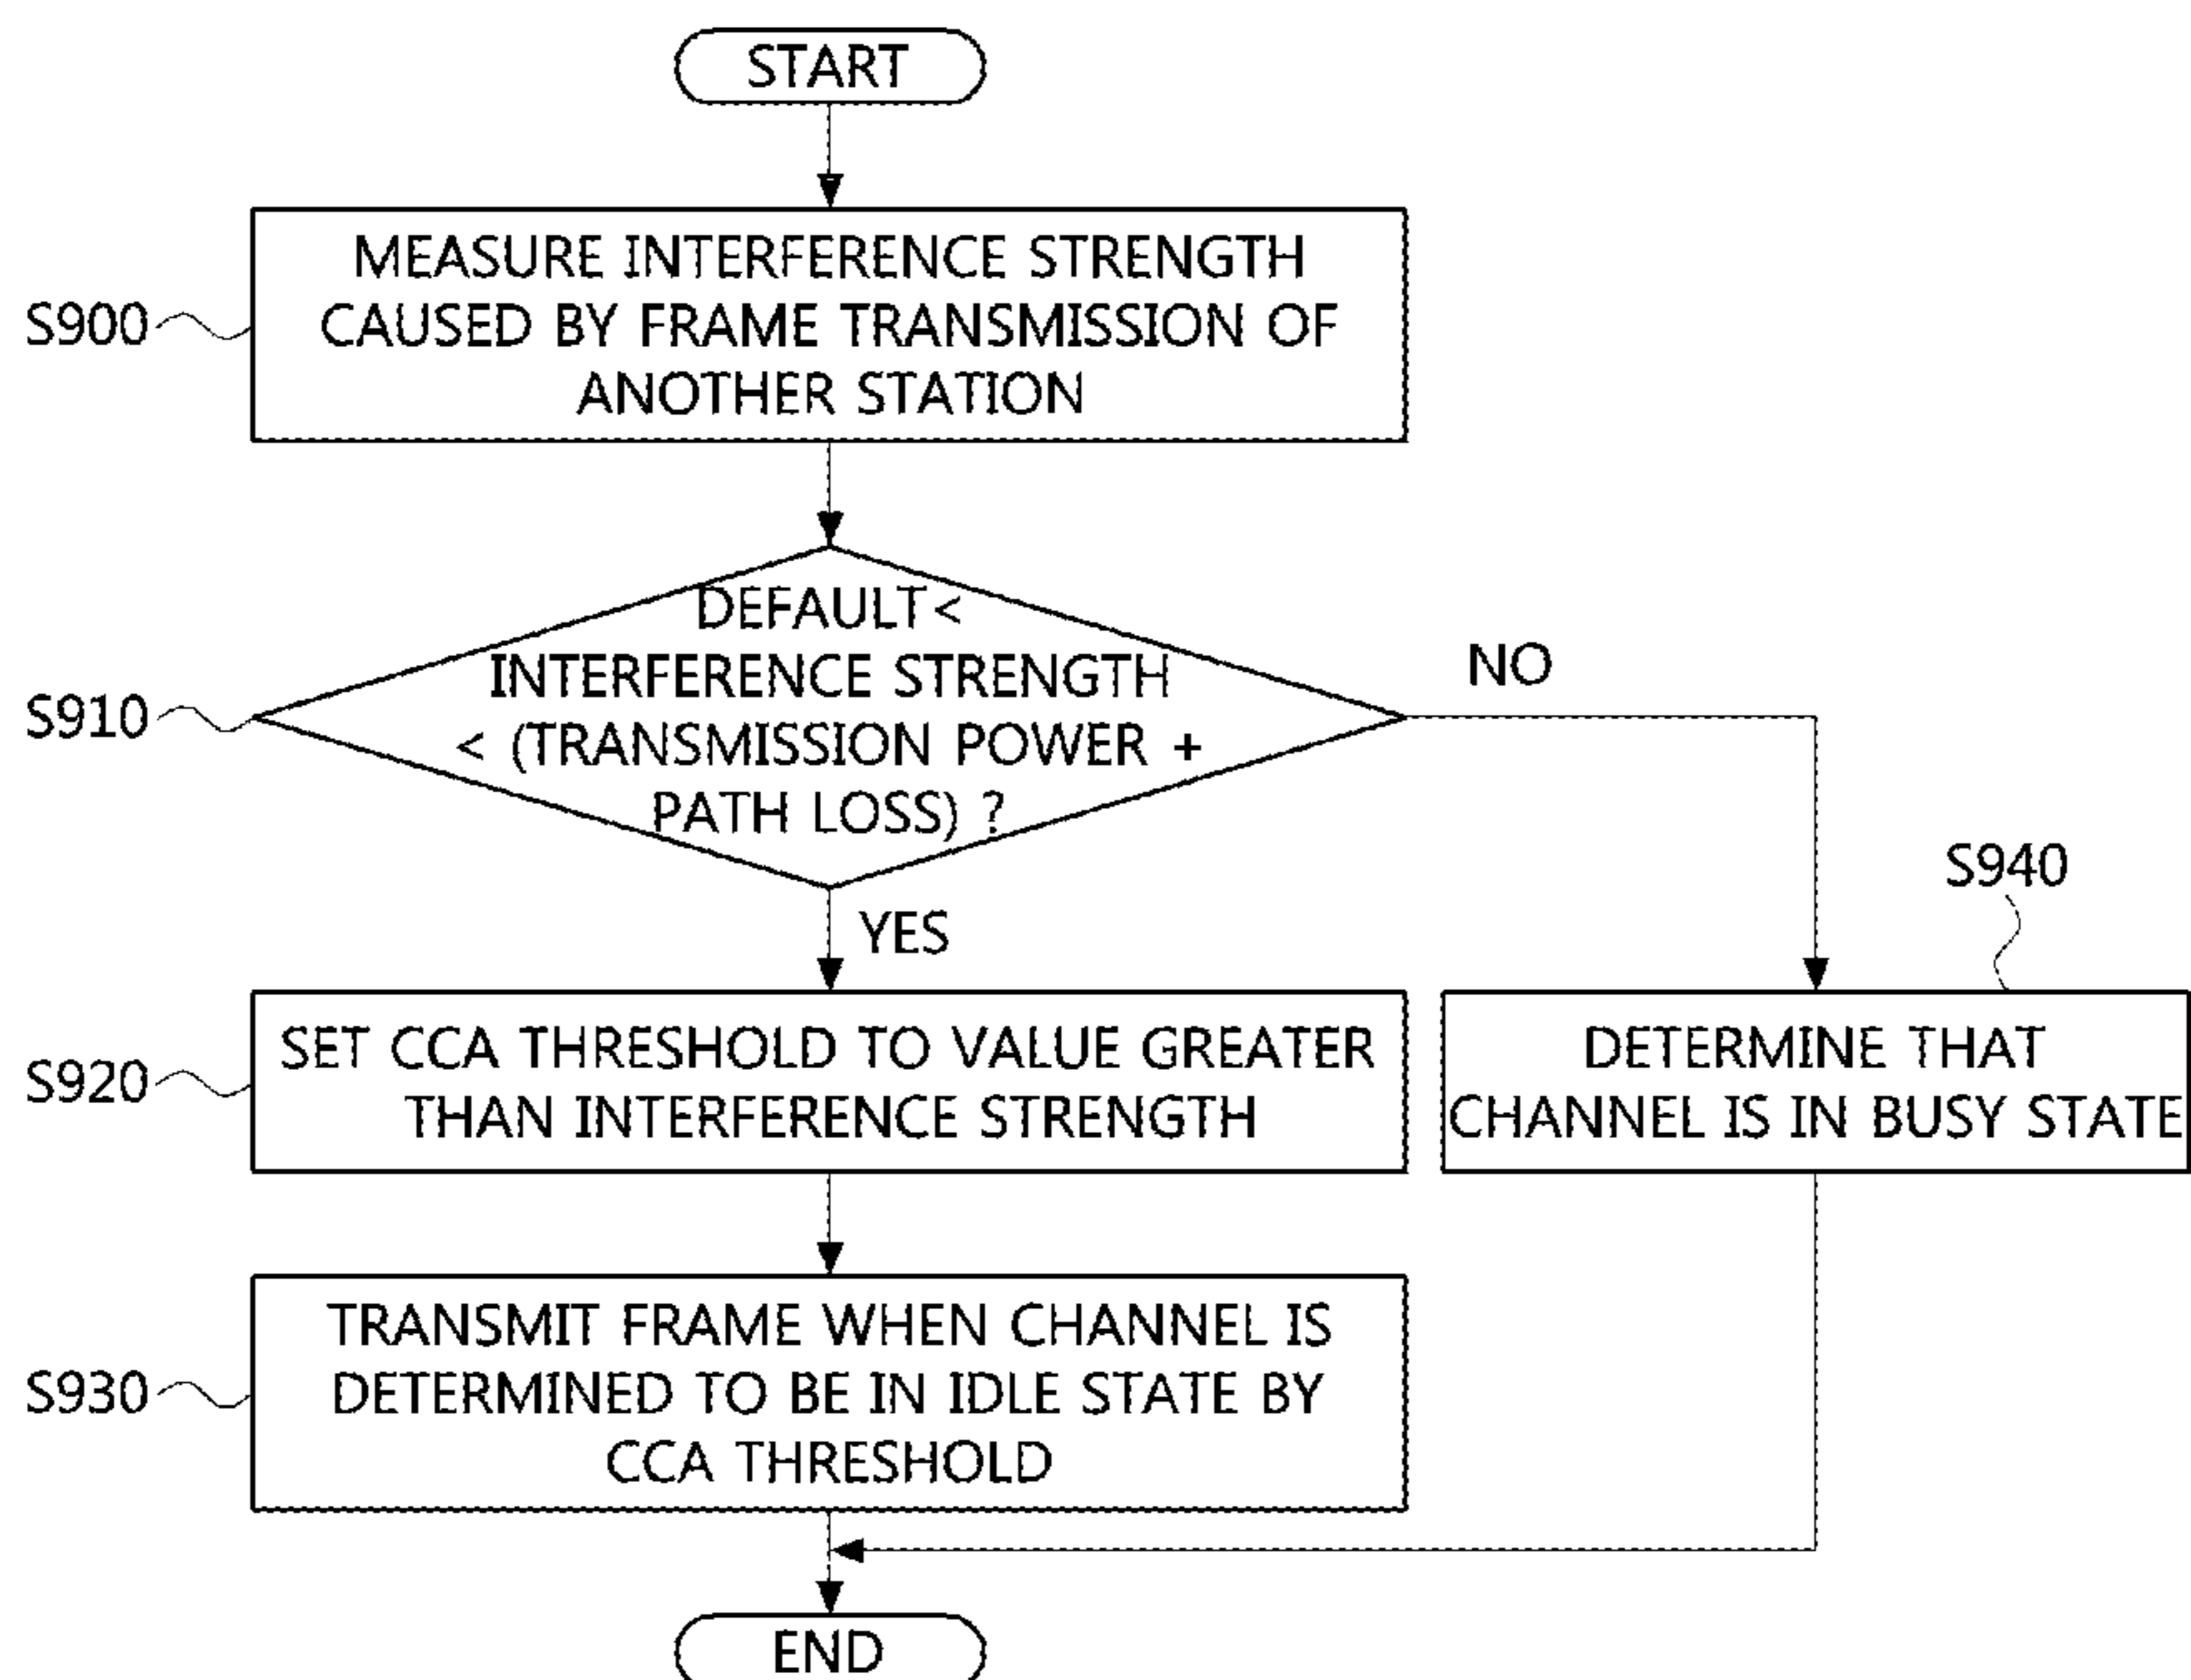 START
MEASURE INTERFERENCE STRENGTH
CAUSED BY FRAME TRANSMISSION OF
ANOTHER STATION
S900
DEFAULT<
INTERFERENCE STRENGTH
< (TRANSMISSION POWER +
PATH LOSS) ?
S910
NO
YES
S940
SET CCA THRESHOLD TO VALUE GREATER
THAN INTERFERENCE STRENGTH
S920
DETERMINE THAT
CHANNEL IS IN BUSY STATE
TRANSMIT FRAME WHEN CHANNEL IS
DETERMINED TO BE IN IDLE STATE BY
CCA THRESHOLD
S930
END